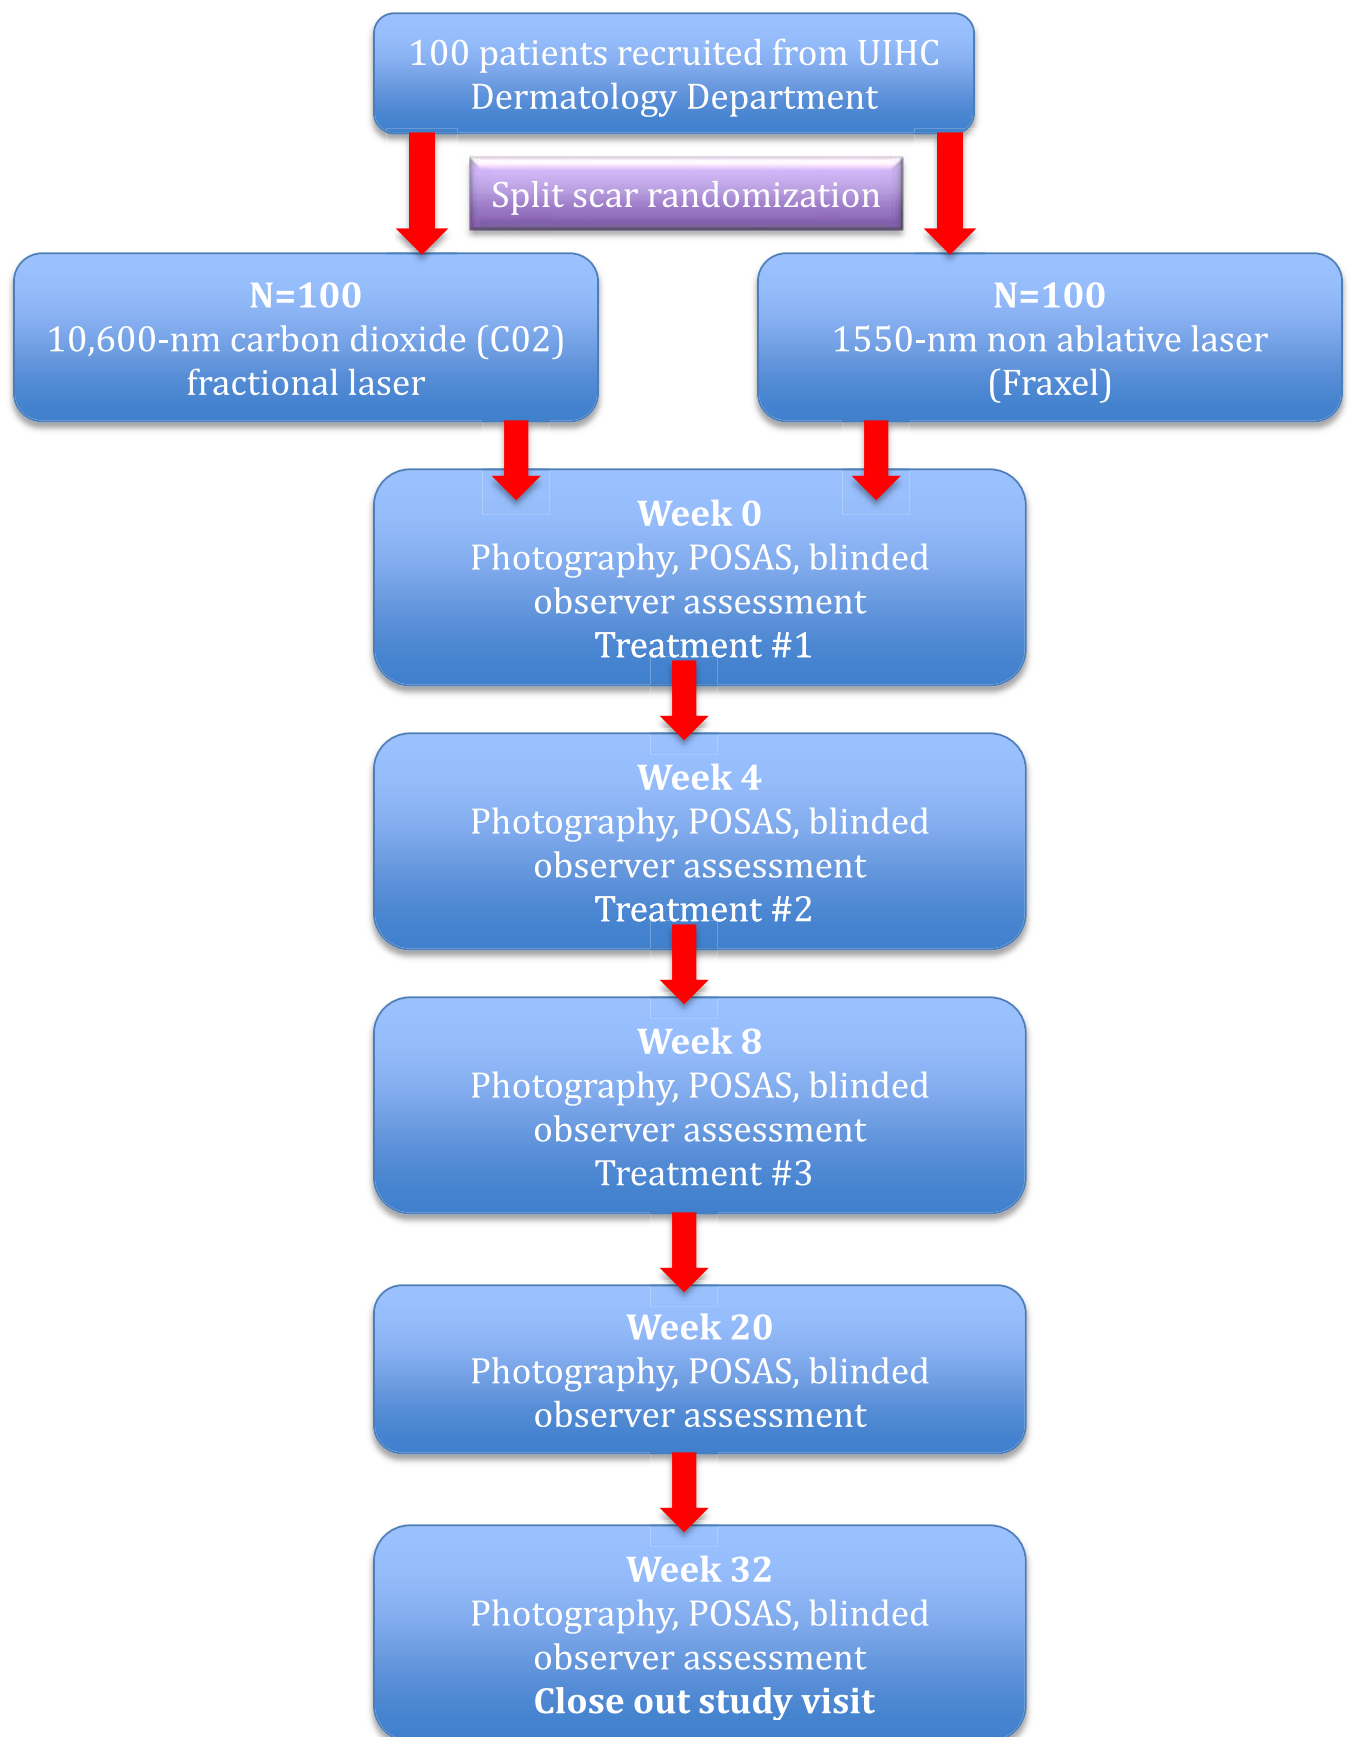 100 patients recruited from UIHC
Dermatology Department
Split scar randomization
N=100
10,600-nm carbon dioxide (C02)
fractional laser
N=100
1550-nm non ablative laser
(Fraxel)
Week 0
Photography, POSAS, blinded
observer assessment
Treatment #1
Week 4
Photography, POSAS, blinded
observer assessment
Treatment #2
Week 8
Photography, POSAS, blinded
observer assessment
Treatment #3
Week 20
Photography, POSAS, blinded
observer assessment
Week 32
Photography, POSAS, blinded
observer assessment
Close out study visit